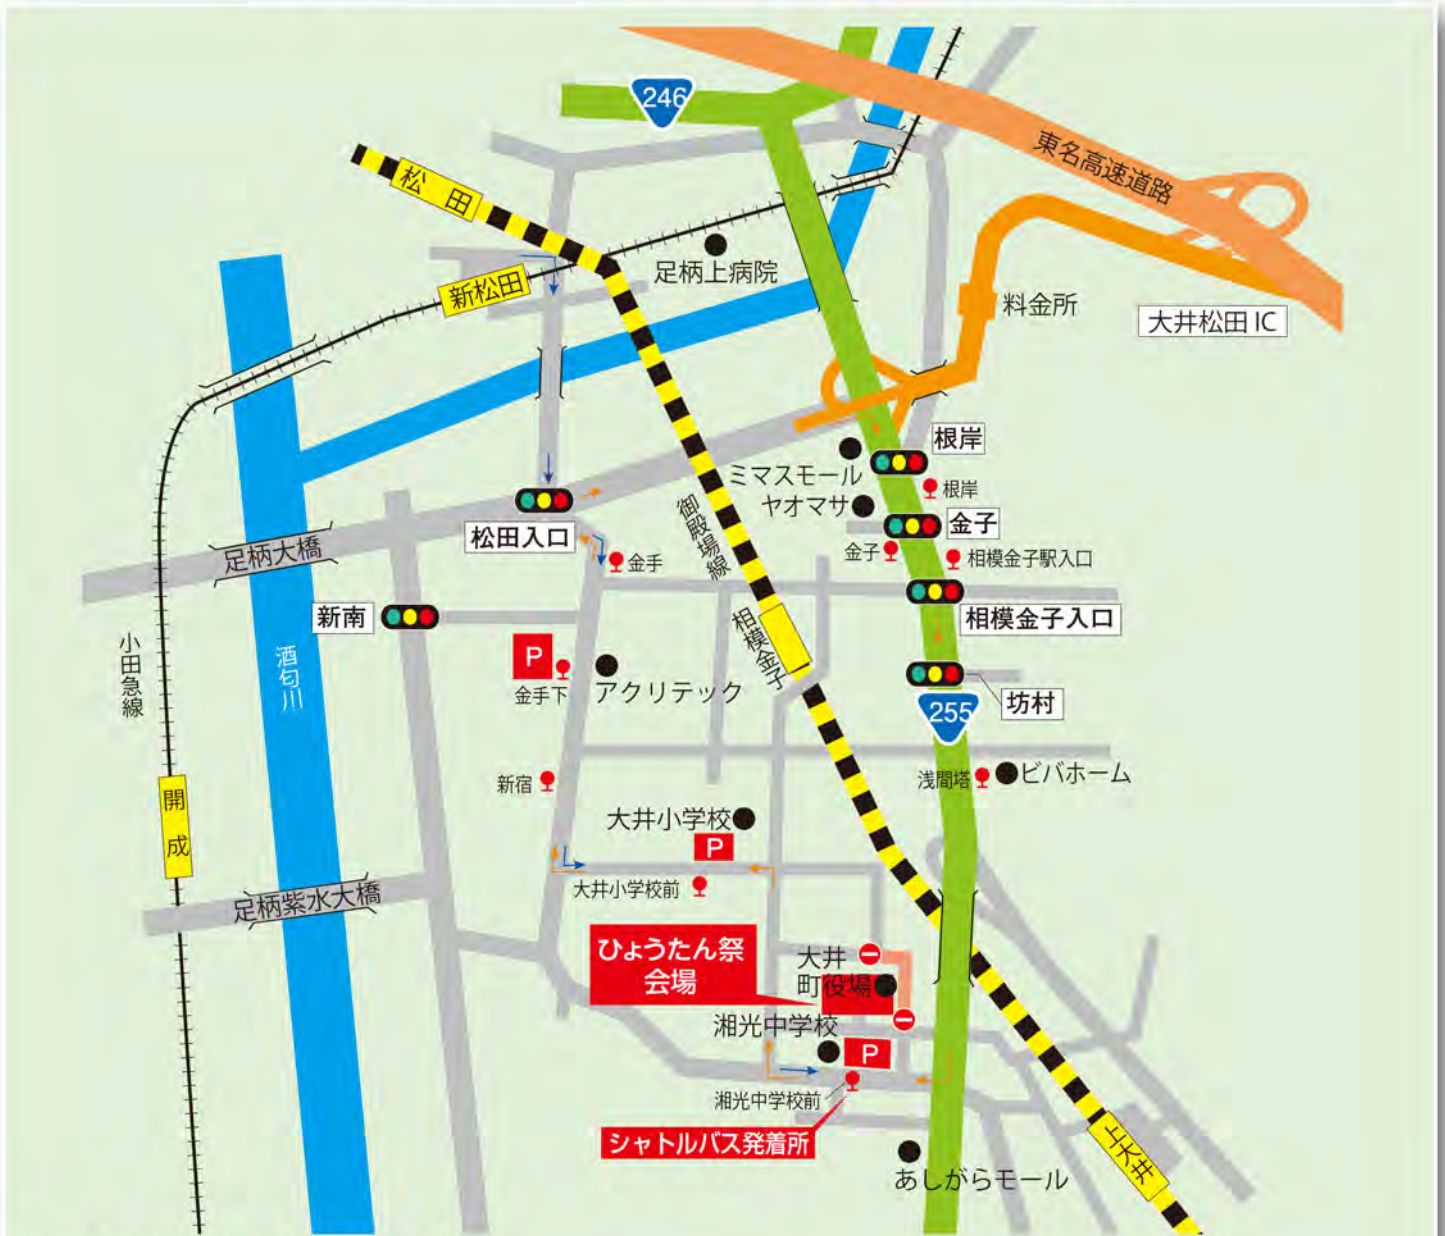 246
東名高速道路
松田
足柄上病院
新松田
料金所
大井松田 IC
根岸
ミマスモール
根岸
ヤオマサ
金子
松田入口
御殿場線
金子
相模金子駅入口
足柄大橋
金手
新南
相模金子入口
相模金子
小田急線
酒匂川
P
金手下
アクリテック
坊村
255
新宿
浅間塔
ビバホーム
開成
大井小学校
P
大井小学校前
足柄紫水大橋
ひょうたん祭
会場
大井
町役場
湘光中学校
P
湘光中学校前
シャトルバス発着所
上大井
あしがらモール